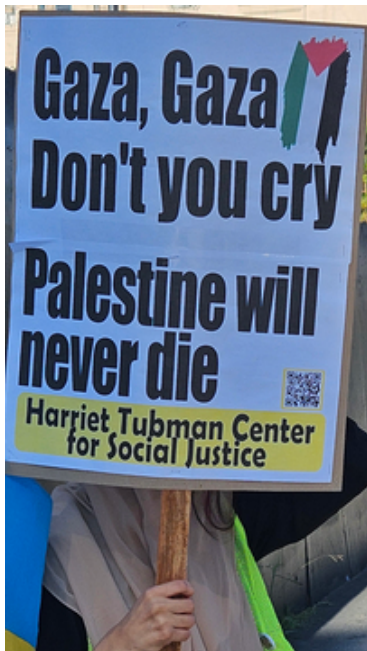 Gaza, Gaza
Don't you cry
Palestine will
never die
Harriet Tubman Center
for Social Justice